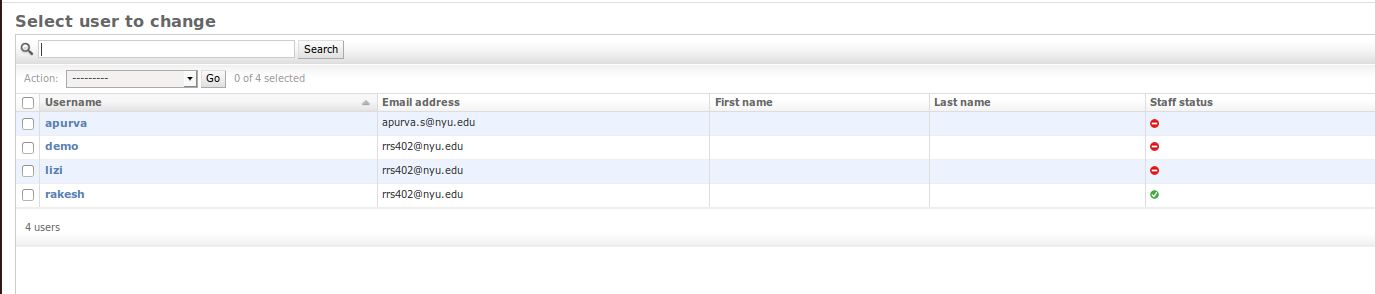 Select user to change
Search
Action: --------- Go 0 of 4 selected
Username Email address First name Last name Staff status
apurva apurva.s@nyu.edu
demo rrs402@nyu.edu
lizi rrs402@nyu.edu
rakesh rrs402@nyu.edu
4 users